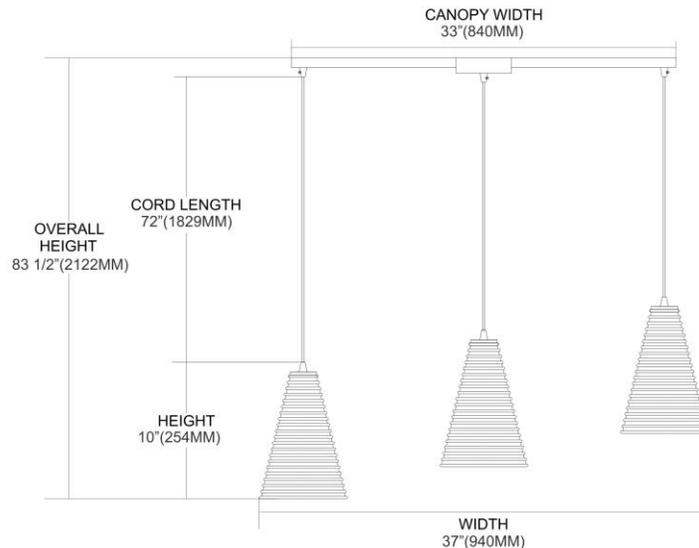 CANOPY WIDTH
33"(840MM)
CORD LENGTH
72"(1829MM)
OVERALL
HEIGHT
83 1/2"(2122MM)
HEIGHT
10"(254MM)
WIDTH
37"(940MM)